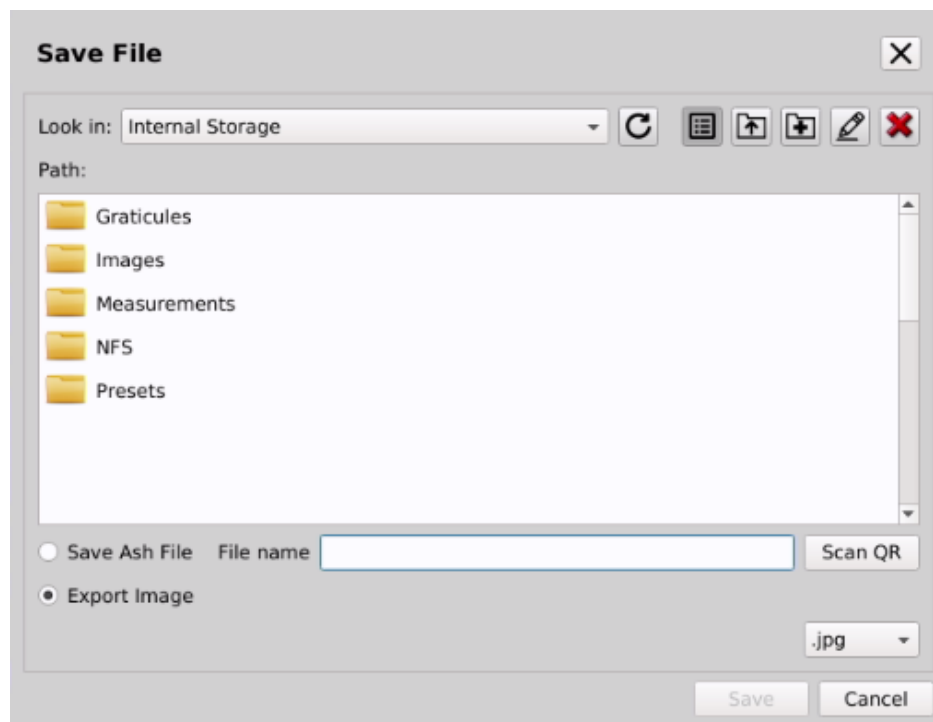 Save File
Look in: Internal Storage
Path:
Graticules
Images
Measurements
NFS
Presets
Save Ash File File name Scan QR
Export Image
.jpg
Save Cancel